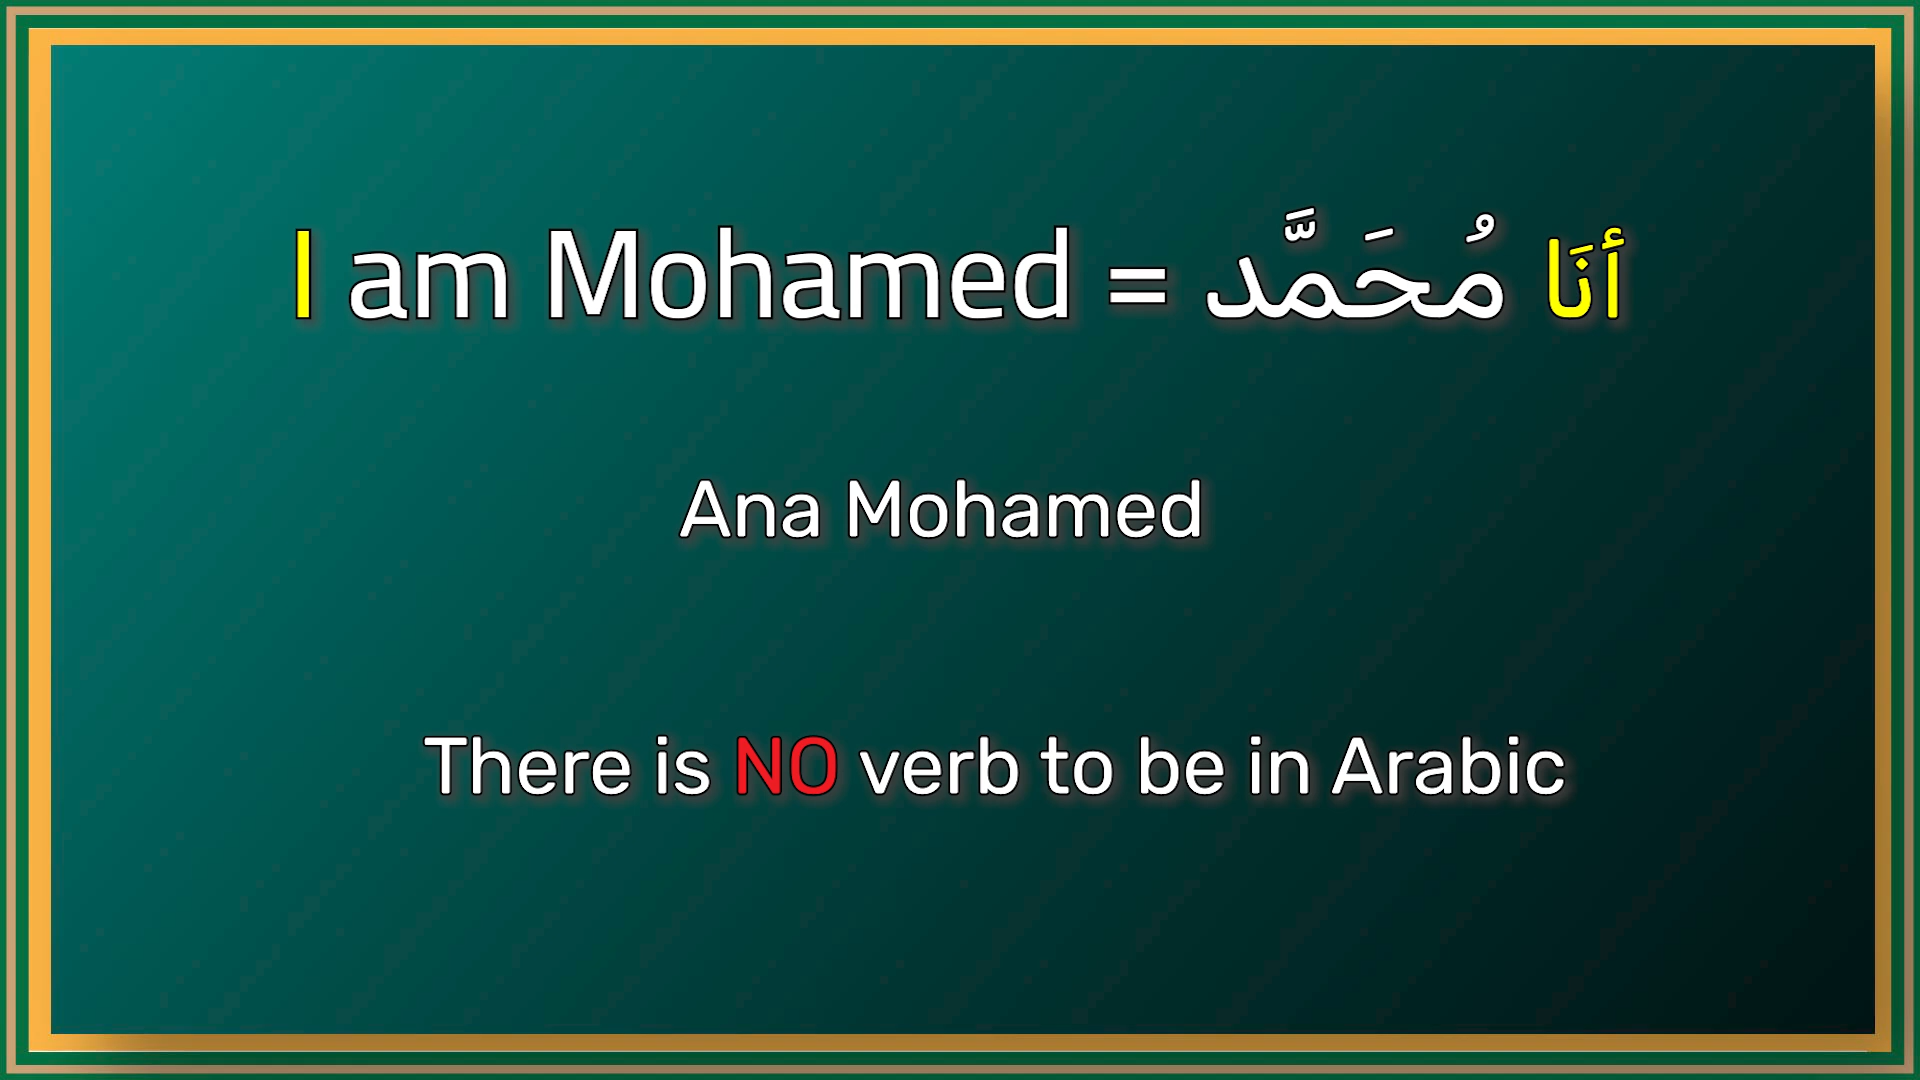 I am Mohamed = أنَا مُحَمَّد
Ana Mohamed
There is NO verb to be in Arabic